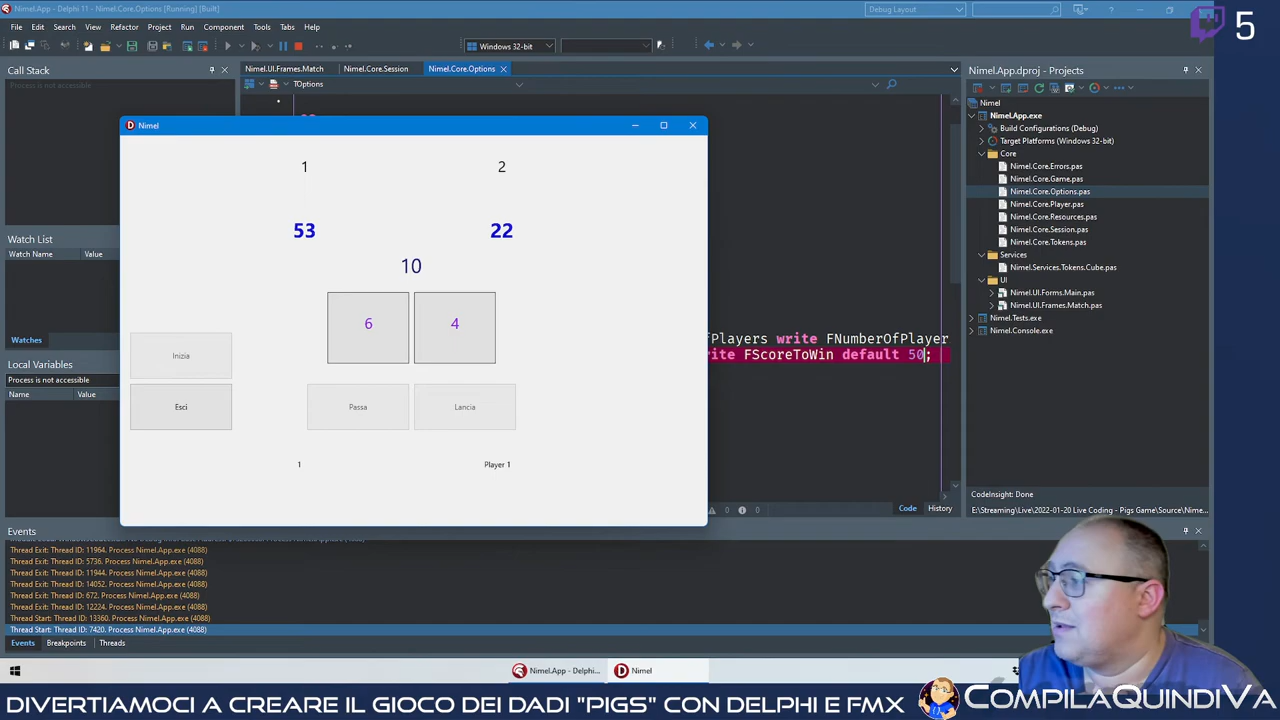 Nimel.App - Delphi 11 - Nimel.Core.Options [Running] [Built]
Debug Layout
5
File Edit Search View Refactor Project Run Component Tools Tabs Help
Windows 32-bit
Call Stack
Process is not accessible
Nimel.UI.Frames.Match
Nimel.Core.Session
Nimel.Core.Options
TOptions
Nimel
1
2
53
22
10
6
4
Inizia
Esci
Passa
Lancia
1
Player 1
fPlayers write FNumberOfPlayer
rite FScoreToWin default 50;
Watch List
Watch Name
Value
Watches
Local Variables
Process is not accessible
Name
Value
0
0
Code
History
Nimel.App.dproj - Projects
Nimel
Nimel.App.exe
Build Configurations (Debug)
Target Platforms (Windows 32-bit)
Core
Nimel.Core.Errors.pas
Nimel.Core.Game.pas
Nimel.Core.Options.pas
Nimel.Core.Player.pas
Nimel.Core.Resources.pas
Nimel.Core.Session.pas
Nimel.Core.Tokens.pas
Services
Nimel.Services.Tokens.Cube.pas
UI
Nimel.UI.Forms.Main.pas
Nimel.UI.Frames.Match.pas
Nimel.Tests.exe
Nimel.Console.exe
CodeInsight: Done
E:\Streaming\Live\2022-01-20 Live Coding - Pigs Game\Source\Nime...
Events
Thread Exit: Thread ID: 11964. Process Nimel.App.exe (4088)
Thread Exit: Thread ID: 5736. Process Nimel.App.exe (4088)
Thread Exit: Thread ID: 11944. Process Nimel.App.exe (4088)
Thread Exit: Thread ID: 14052. Process Nimel.App.exe (4088)
Thread Exit: Thread ID: 672. Process Nimel.App.exe (4088)
Thread Exit: Thread ID: 12224. Process Nimel.App.exe (4088)
Thread Start: Thread ID: 13360. Process Nimel.App.exe (4088)
Thread Start: Thread ID: 7420. Process Nimel.App.exe (4088)
Events
Breakpoints
Threads
Nimel.App - Delphi...
Nimel
DIVERTIAMOCI A CREARE IL GIOCO DEI DADI "PIGS" CON DELPHI E FMX
COMPILAQUINDIVA